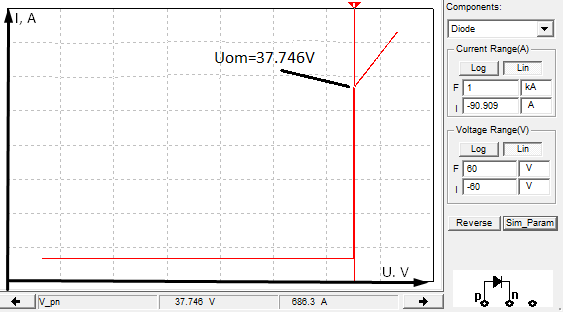 I, A
Uom=37.746V
U. V
V_pn 37.746 V 686.3 A
Components:
Diode
Current Range(A)
Log Lin
F 1 kA
I -90.909 A
Voltage Range(V)
Log Lin
F 60 V
I -60 V
Reverse Sim_Param
p n